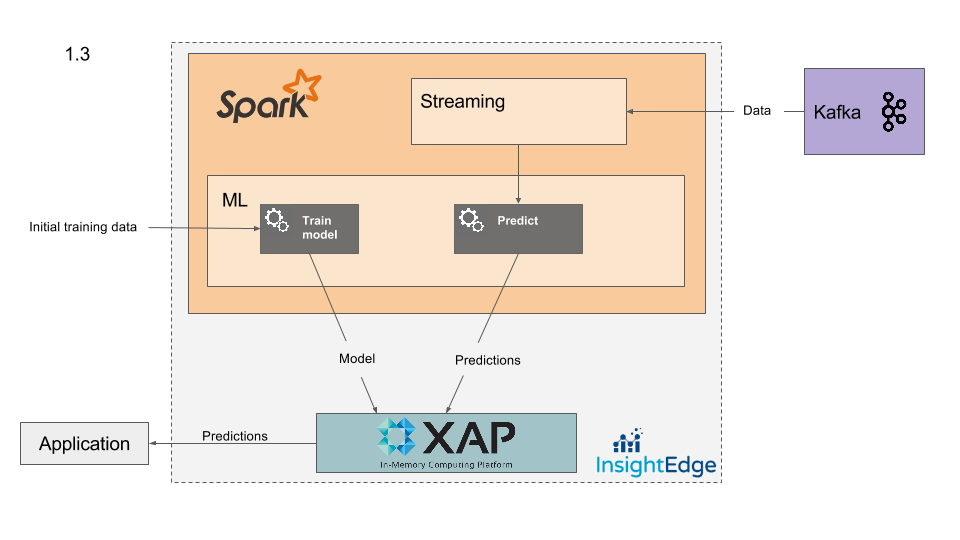 1.3
Spark
Streaming
Data
Kafka
ML
Train
model
Predict
Initial training data
Model
Predictions
Application
Predictions
XAP
In-Memory Computing Platform
InsightEdge